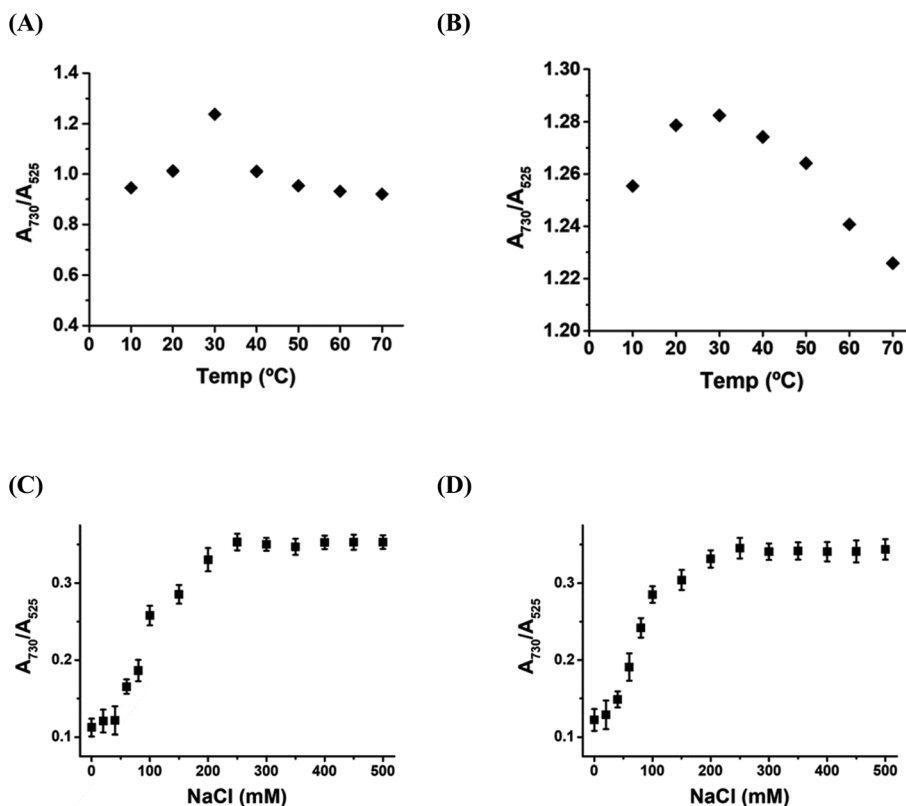 (A)
1.4
1.2
1.0
0.8
0.6
0.4
A730/A525
0 10 20 30 40 50 60 70
Temp (ºC)
(B)
1.30
1.28
1.26
1.24
1.22
1.20
A730/A525
0 10 20 30 40 50 60 70
Temp (ºC)
(C)
0.3
0.2
0.1
A730/A525
0 100 200 300 400 500
NaCl (mM)
(D)
0.3
0.2
0.1
A730/A525
0 100 200 300 400 500
NaCl (mM)